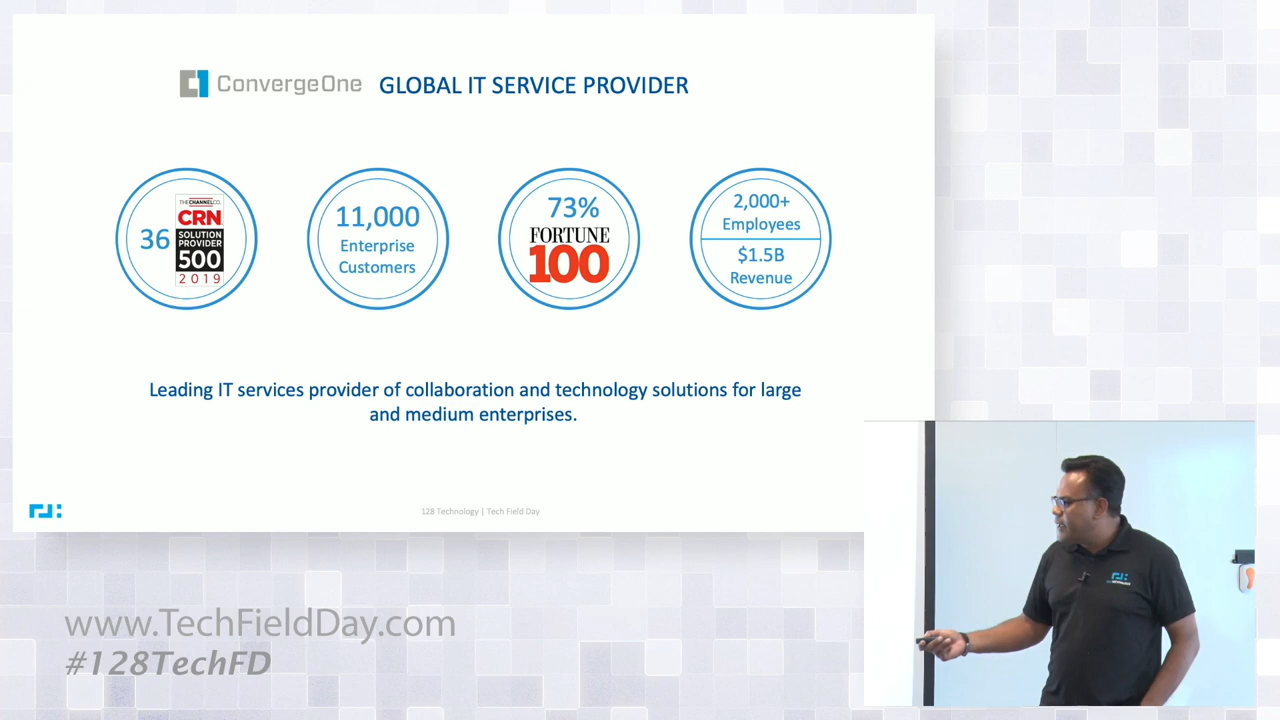 ConvergeOne GLOBAL IT SERVICE PROVIDER
36
THE CHANNELCO.
CRN
SOLUTION
PROVIDER
500
2019
11,000
Enterprise
Customers
73%
FORTUNE
100
2,000+
Employees
$1.5B
Revenue
Leading IT services provider of collaboration and technology solutions for large
and medium enterprises.
128 Technology | Tech Field Day
www.TechFieldDay.com
#128TechFD